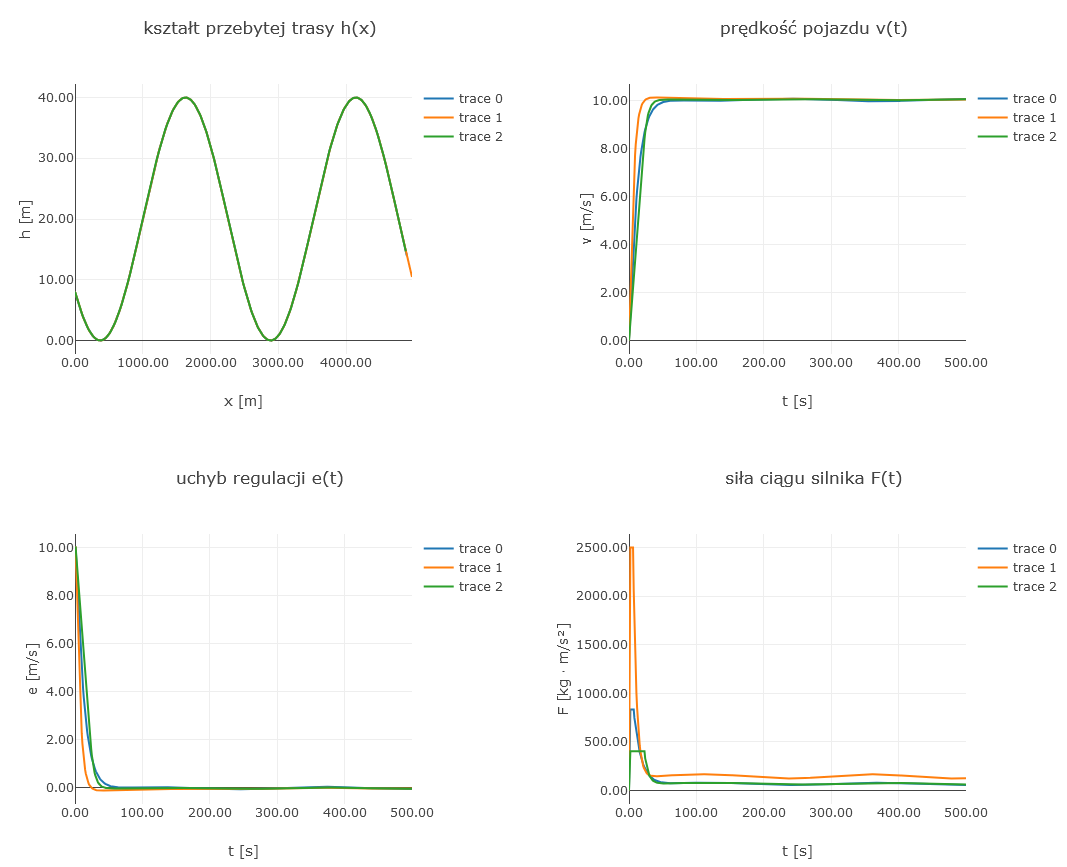 kształt przebytej trasy h(x)
40.00
30.00
20.00
10.00
0.00
h [m]
0.00 1000.00 2000.00 3000.00 4000.00
x [m]
trace 0
trace 1
trace 2
prędkość pojazdu v(t)
10.00
8.00
6.00
4.00
2.00
0.00
v [m/s]
0.00 100.00 200.00 300.00 400.00 500.00
t [s]
trace 0
trace 1
trace 2
uchyb regulacji e(t)
10.00
8.00
6.00
4.00
2.00
0.00
e [m/s]
0.00 100.00 200.00 300.00 400.00 500.00
t [s]
trace 0
trace 1
trace 2
siła ciągu silnika F(t)
2500.00
2000.00
1500.00
1000.00
500.00
0.00
F [kg · m/s²]
0.00 100.00 200.00 300.00 400.00 500.00
t [s]
trace 0
trace 1
trace 2